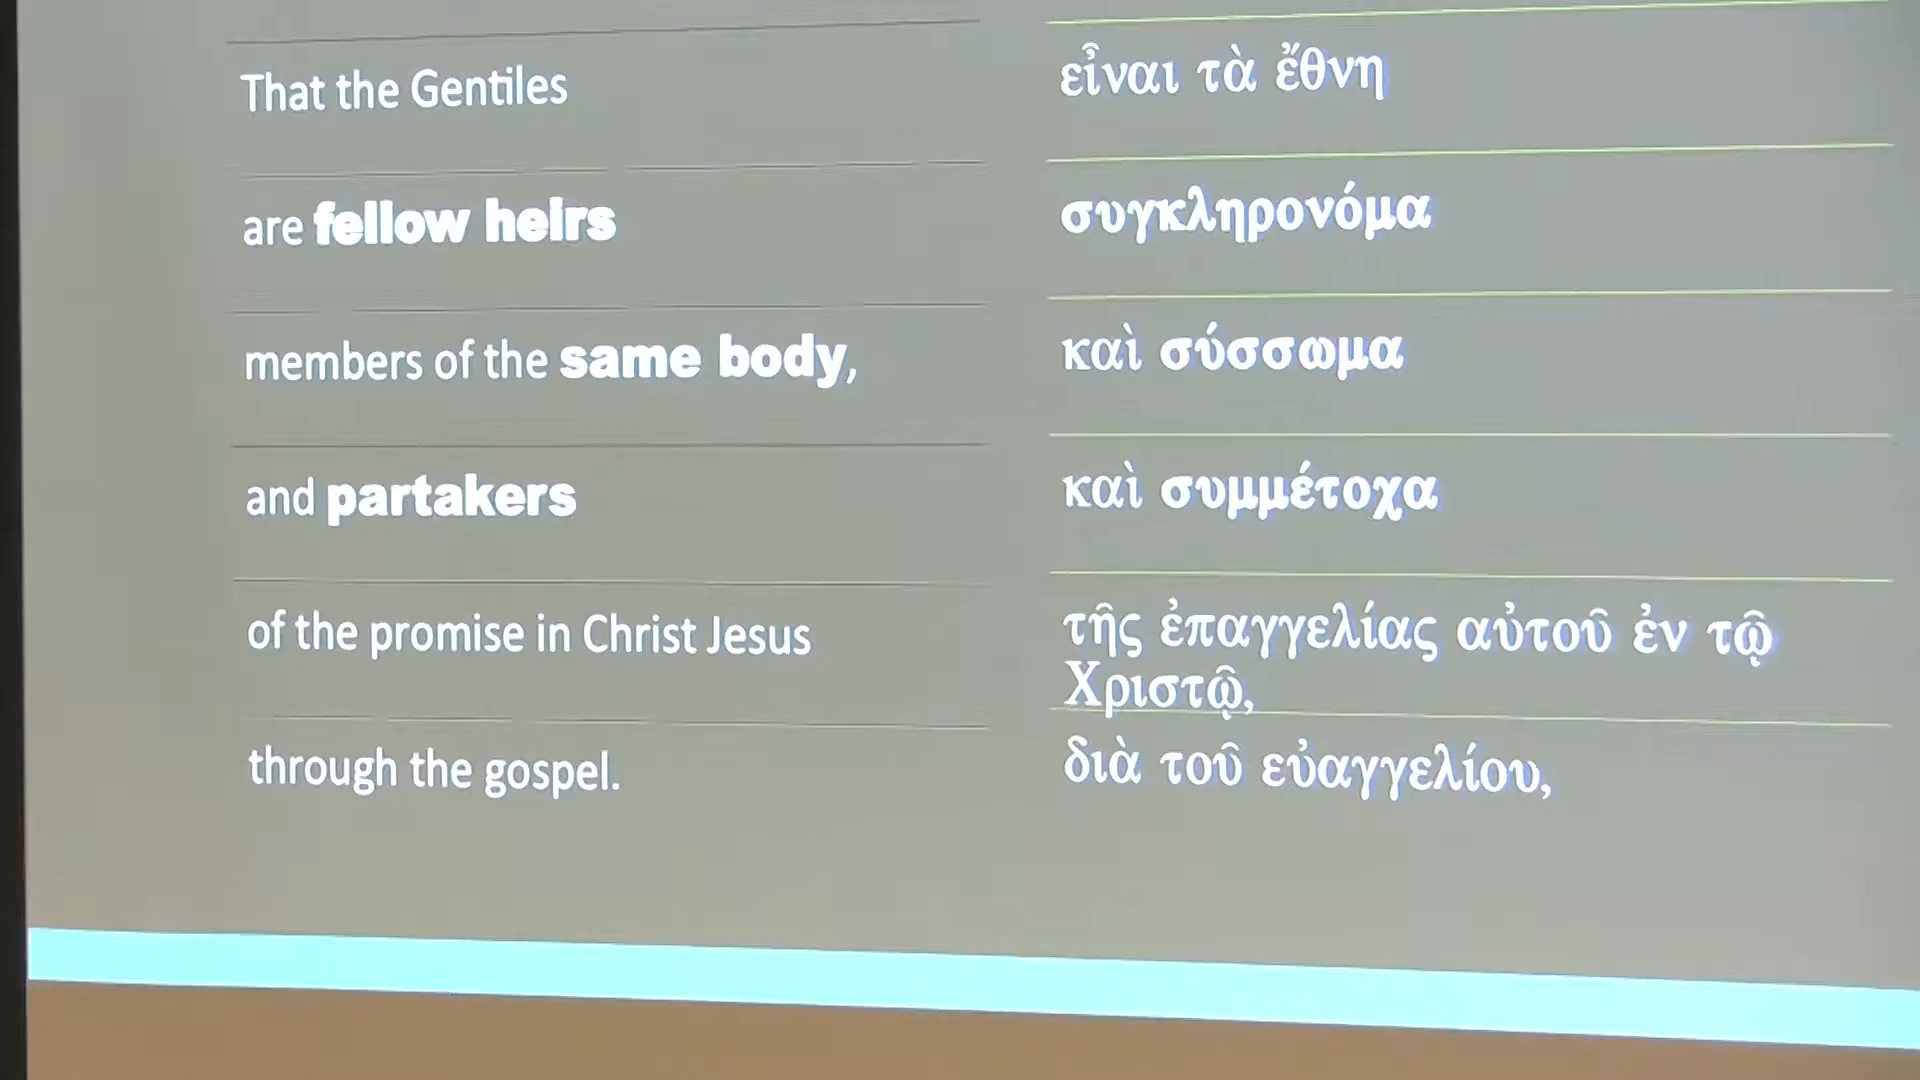 That the Gentiles
εἶναι τὰ ἔθνη
are fellow heirs
συγκληρονόμα
members of the same body,
καὶ σύσσωμα
and partakers
καὶ συμμέτοχα
of the promise in Christ Jesus
τῆς ἐπαγγελίας αὐτοῦ ἐν τῷ
Χριστῷ,
through the gospel.
διὰ τοῦ εὐαγγελίου,